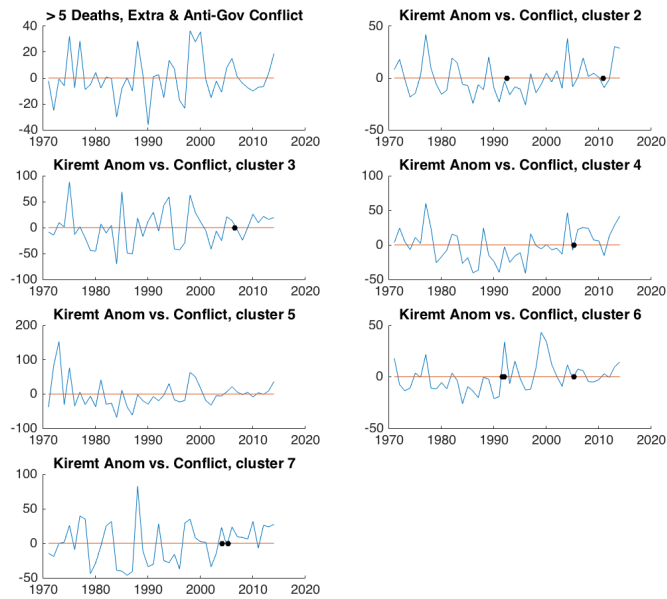 > 5 Deaths, Extra & Anti-Gov Conflict
40
20
0
-20
-40
1970 1980 1990 2000 2010 2020
Kiremt Anom vs. Conflict, cluster 2
50
0
-50
1970 1980 1990 2000 2010 2020
Kiremt Anom vs. Conflict, cluster 3
100
50
0
-50
-100
1970 1980 1990 2000 2010 2020
Kiremt Anom vs. Conflict, cluster 4
100
50
0
-50
1970 1980 1990 2000 2010 2020
Kiremt Anom vs. Conflict, cluster 5
200
100
0
-100
1970 1980 1990 2000 2010 2020
Kiremt Anom vs. Conflict, cluster 6
50
0
-50
1970 1980 1990 2000 2010 2020
Kiremt Anom vs. Conflict, cluster 7
100
50
0
-50
1970 1980 1990 2000 2010 2020